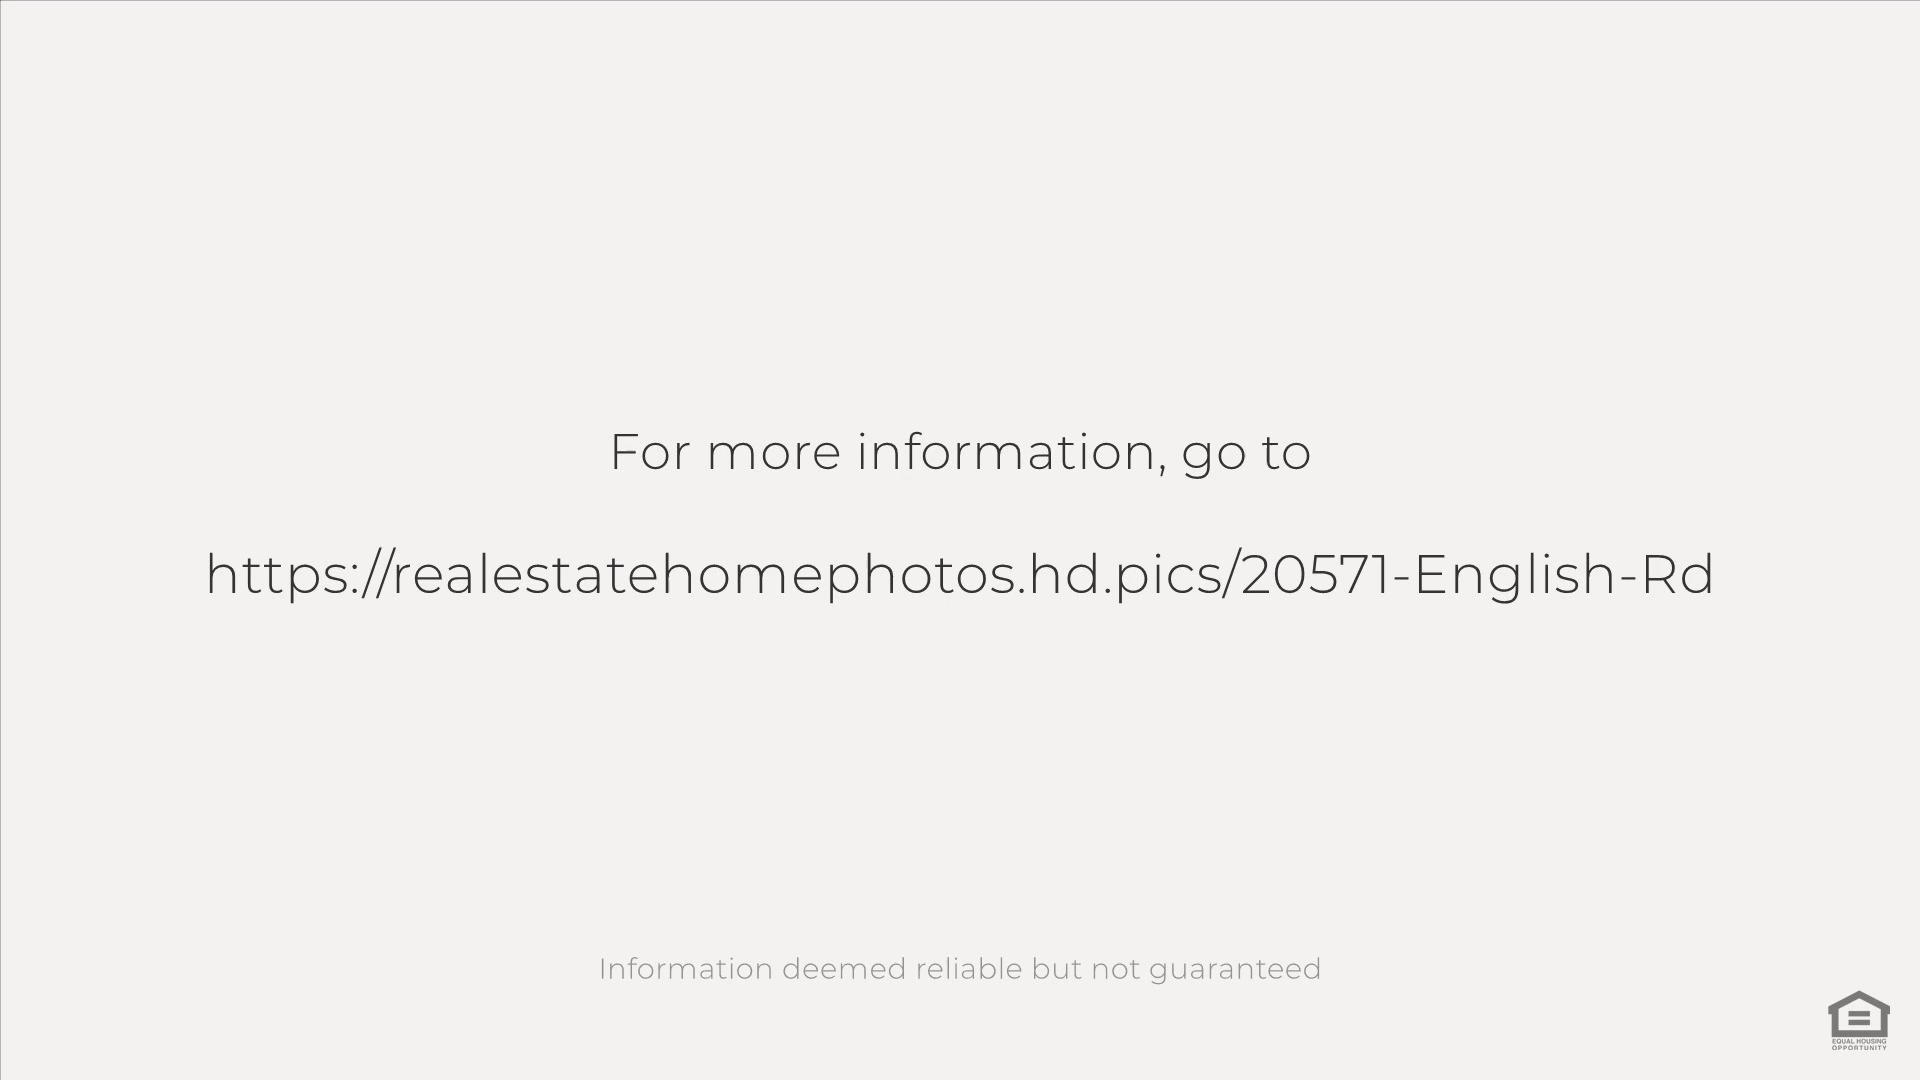 For more information, go to
https://realestatehomephotos.hd.pics/20571-English-Rd
Information deemed reliable but not guaranteed
EQUAL HOUSING
OPPORTUNITY